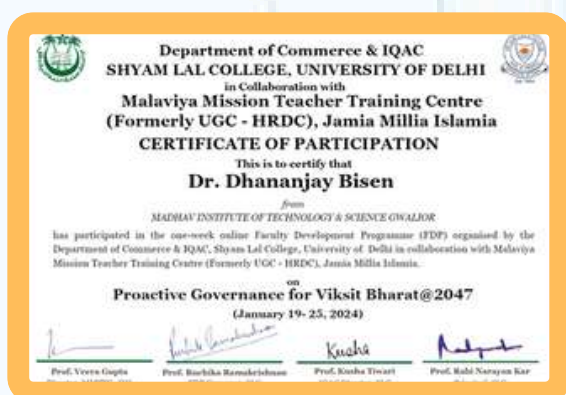 Department of Commerce & IQAC
SHYAM LAL COLLEGE, UNIVERSITY OF DELHI
in Collaboration with
Malaviya Mission Teacher Training Centre
(Formerly UGC - HRDC), Jamia Millia Islamia
CERTIFICATE OF PARTICIPATION
This is to certify that
Dr. Dhananjay Bisen
from
MADHAV INSTITUTE OF TECHNOLOGY & SCIENCE GWALIOR
has participated in the one-week online Faculty Development Programme (FDP) organised by the
Department of Commerce & IQAC, Shyam Lal College, University of Delhi in collaboration with Malaviya
Mission Teacher Training Centre (Formerly UGC - HRDC), Jamia Millia Islamia.
on
Proactive Governance for Viksit Bharat@2047
(January 19- 25, 2024)
Kusha
Prof. Veera Gupta Prof. Ruchika Ramakrishnan Prof. Kusha Tiwari Prof. Rabi Narayan Kar